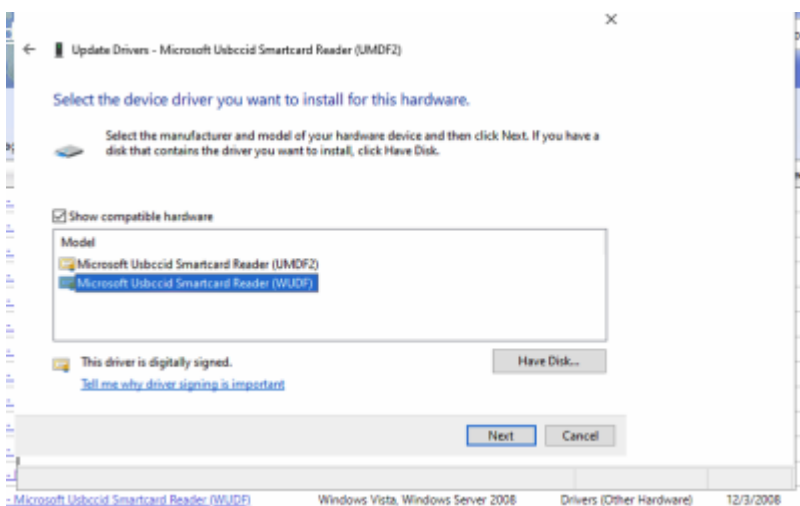 Update Drivers - Microsoft Usbccid Smartcard Reader (UMDF2)
Select the device driver you want to install for this hardware.
Select the manufacturer and model of your hardware device and then click Next. If you have a
disk that contains the driver you want to install, click Have Disk.
Show compatible hardware
Model
Microsoft Usbccid Smartcard Reader (UMDF2)
Microsoft Usbccid Smartcard Reader (WUDF)
This driver is digitally signed.
Have Disk...
Tell me why driver signing is important
Next
Cancel
- Microsoft Usbccid Smartcard Reader (WUDF) Windows Vista, Windows Server 2008 Drivers (Other Hardware) 12/3/2008